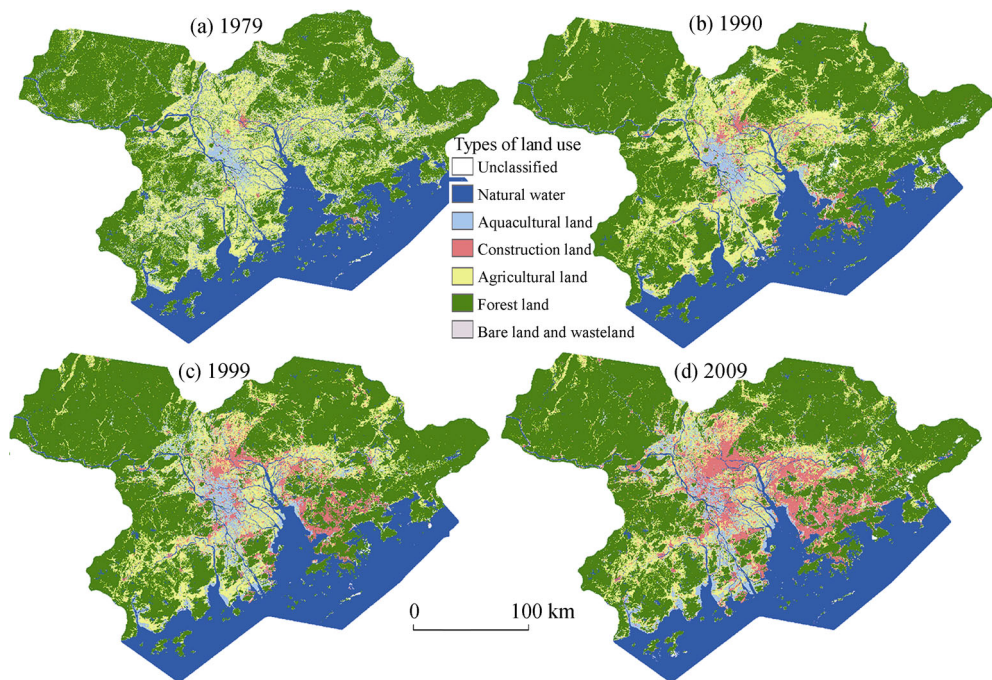 (a) 1979
(b) 1990
Types of land use
Unclassified
Natural water
Aquacultural land
Construction land
Agricultural land
Forest land
Bare land and wasteland
(c) 1999
(d) 2009
0 100 km